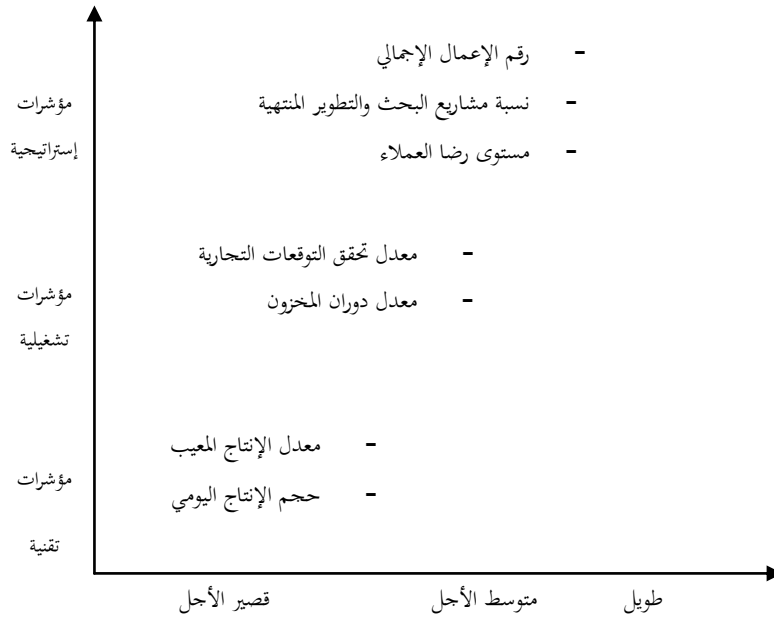 - رقم الإعمال الإجمالي
- نسبة مشاريع البحث والتطوير المنتهية
- مستوى رضا العملاء
مؤشرات
إستراتيجية
- معدل تحقق التوقعات التجارية
- معدل دوران المخزون
مؤشرات
تشغيلية
- معدل الإنتاج المعيب
- حجم الإنتاج اليومي
مؤشرات
تقنية
قصير الأجل
متوسط الأجل
طويل